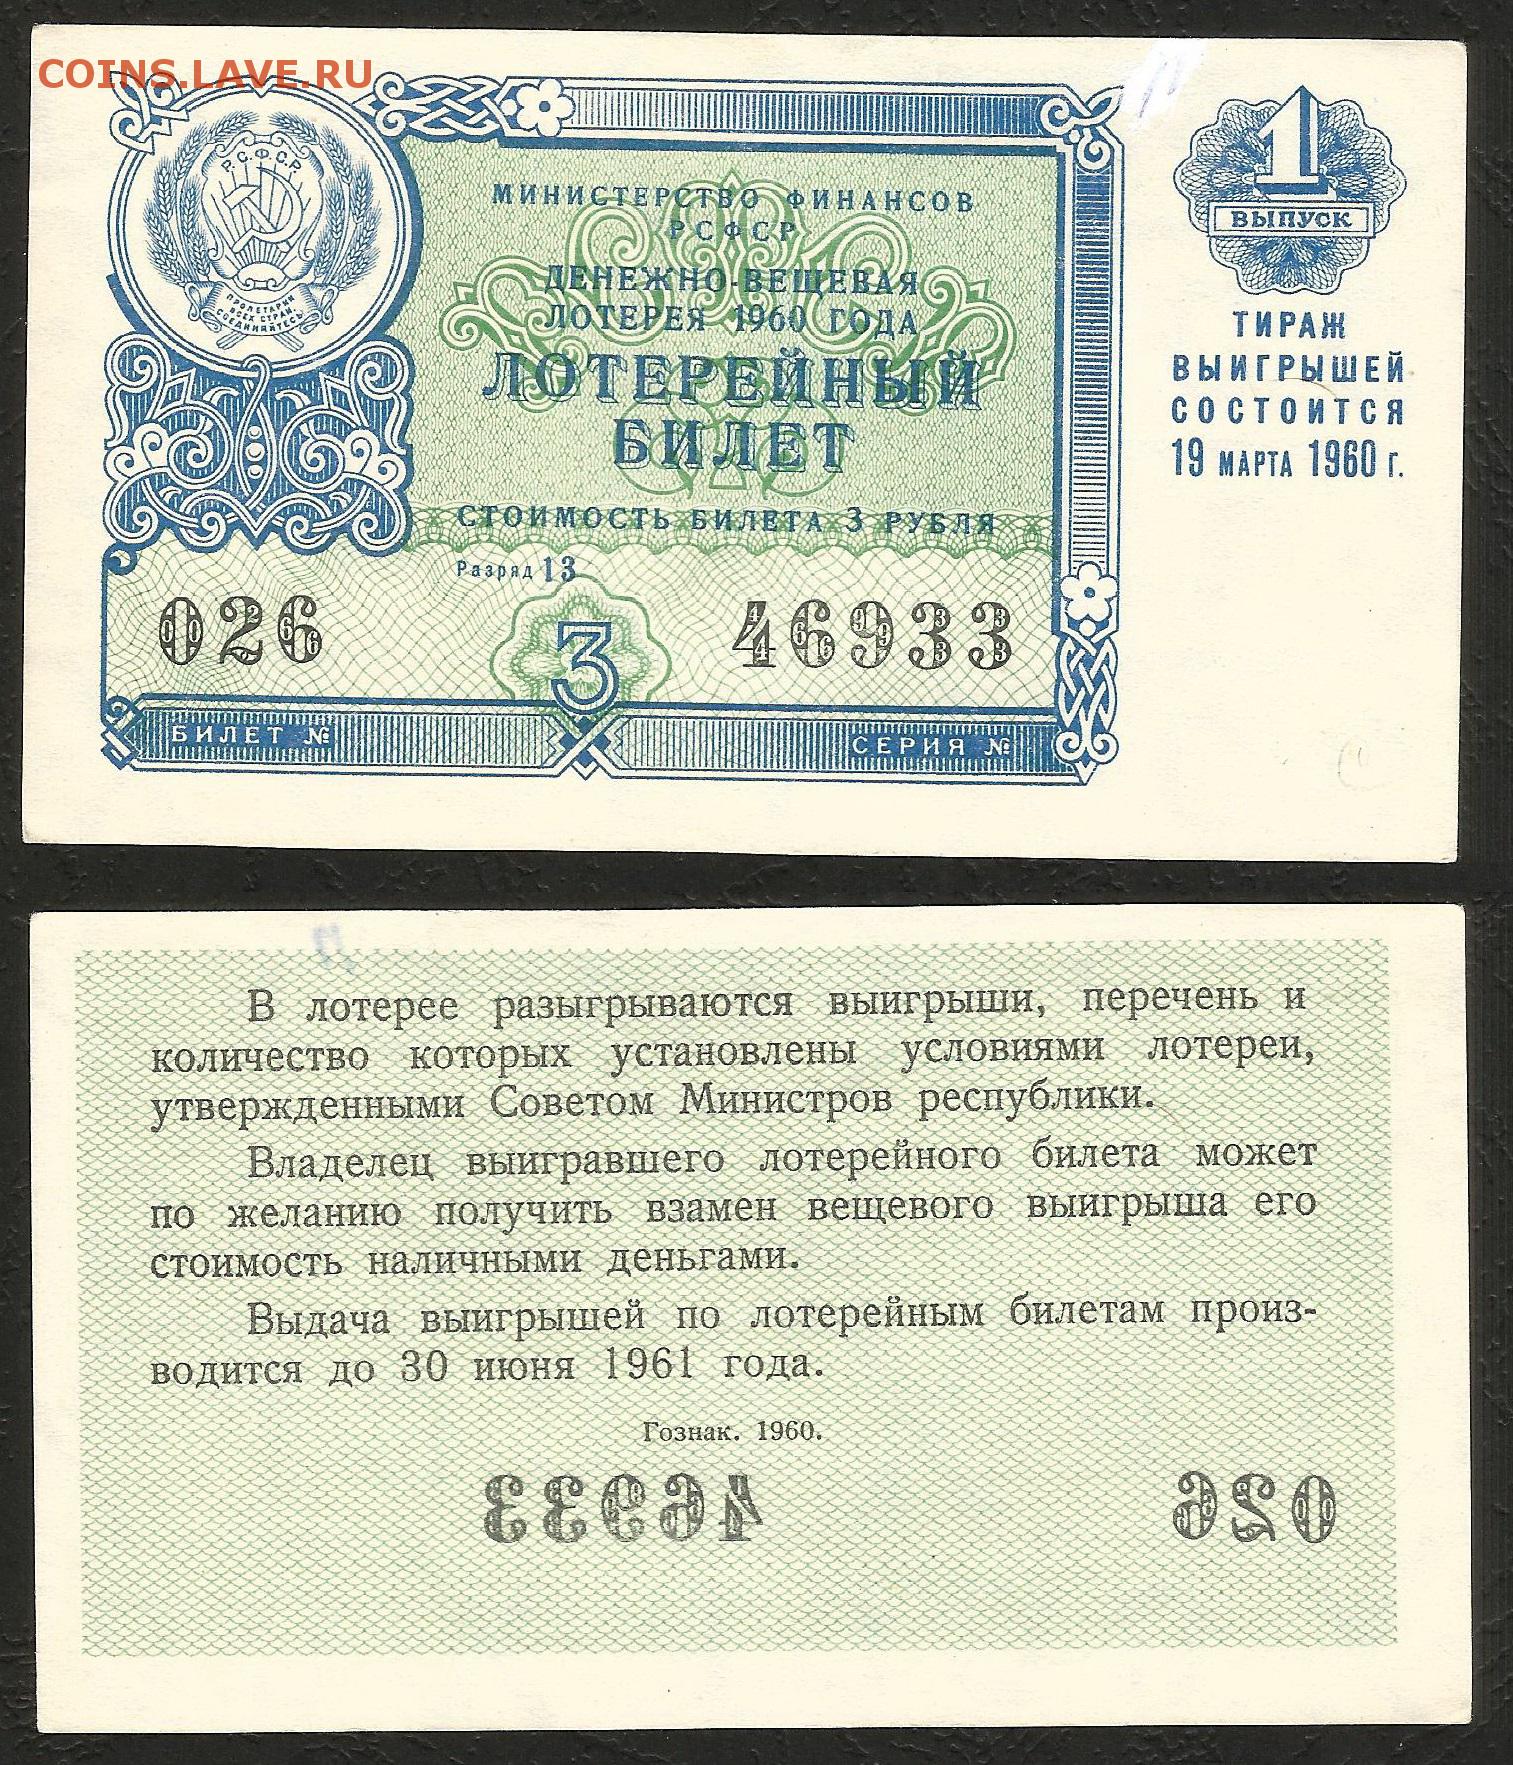 COINS.LAVE.RU
Р.С.Ф.С.Р.
ПРОЛЕТАРИИ
ВСЕХ СТРАН,
СОЕДИНЯЙТЕСЬ!
МИНИСТЕРСТВО ФИНАНСОВ
РСФСР
ДЕНЕЖНО-ВЕЩЕВАЯ
ЛОТЕРЕЯ 1960 ГОДА
ЛОТЕРЕЙНЫЙ
БИЛЕТ
СТОИМОСТЬ БИЛЕТА 3 РУБЛЯ
Разряд 13
026 3 46933
БИЛЕТ № СЕРИЯ №
1
ВЫПУСК
ТИРАЖ
ВЫИГРЫШЕЙ
СОСТОИТСЯ
19 МАРТА 1960 г.
В лотерее разыгрываются выигрыши, перечень и
количество которых установлены условиями лотереи,
утвержденными Советом Министров республики.
Владелец выигравшего лотерейного билета может
по желанию получить взамен вещевого выигрыша его
стоимость наличными деньгами.
Выдача выигрышей по лотерейным билетам произ-
водится до 30 июня 1961 года.
Гознак. 1960.
46933 026